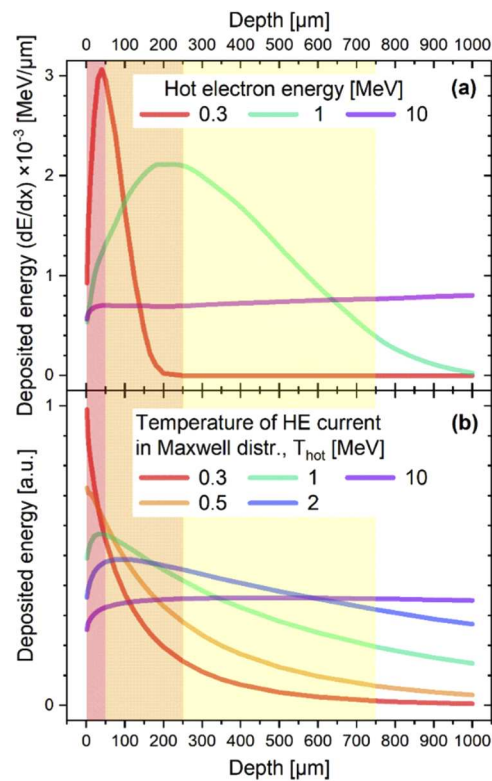 Depth [µm]
0 100 200 300 400 500 600 700 800 900 1000
Deposited energy (dE/dx) ×10⁻³ [MeV/µm]
3
2
1
0
(a)
Hot electron energy [MeV]
0.3 1 10
Deposited energy [a.u.]
1
0
(b)
Temperature of HE current
in Maxwell distr., T_hot [MeV]
0.3 1 10
0.5 2
0 100 200 300 400 500 600 700 800 900 1000
Depth [µm]